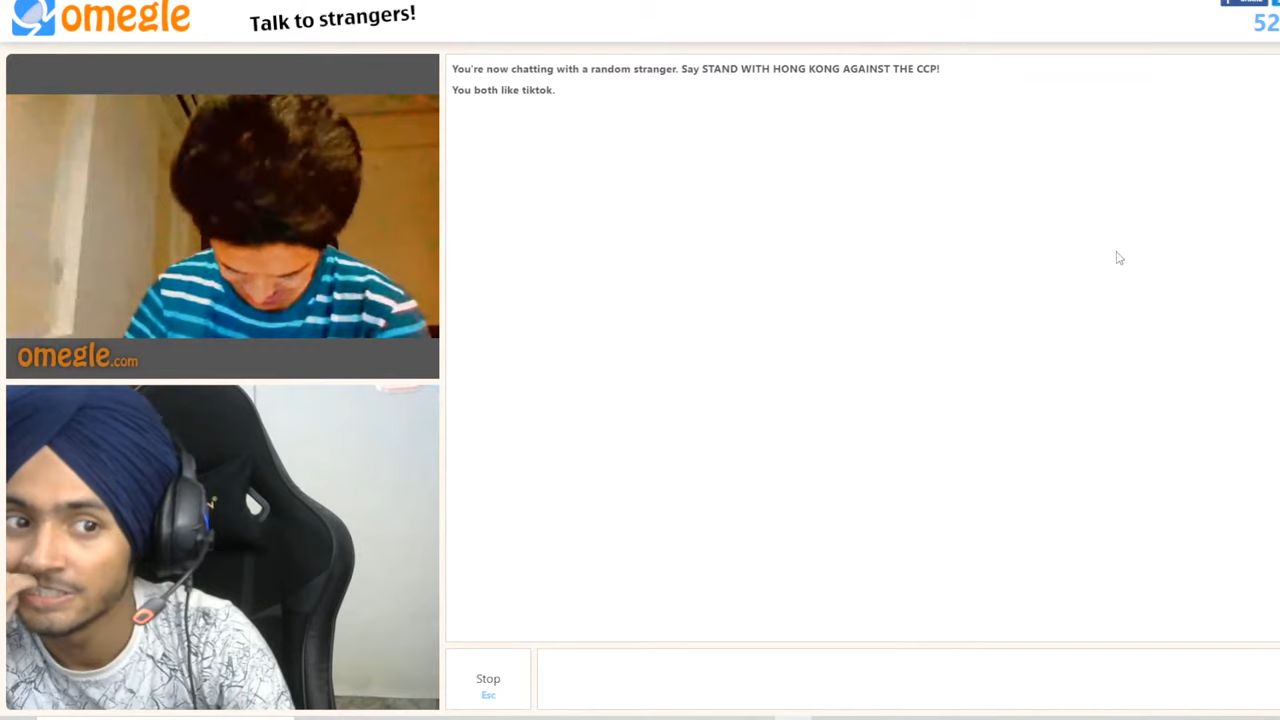 omegle
Talk to strangers!
52
You're now chatting with a random stranger. Say STAND WITH HONG KONG AGAINST THE CCP!
You both like tiktok.
omegle.com
Stop
Esc